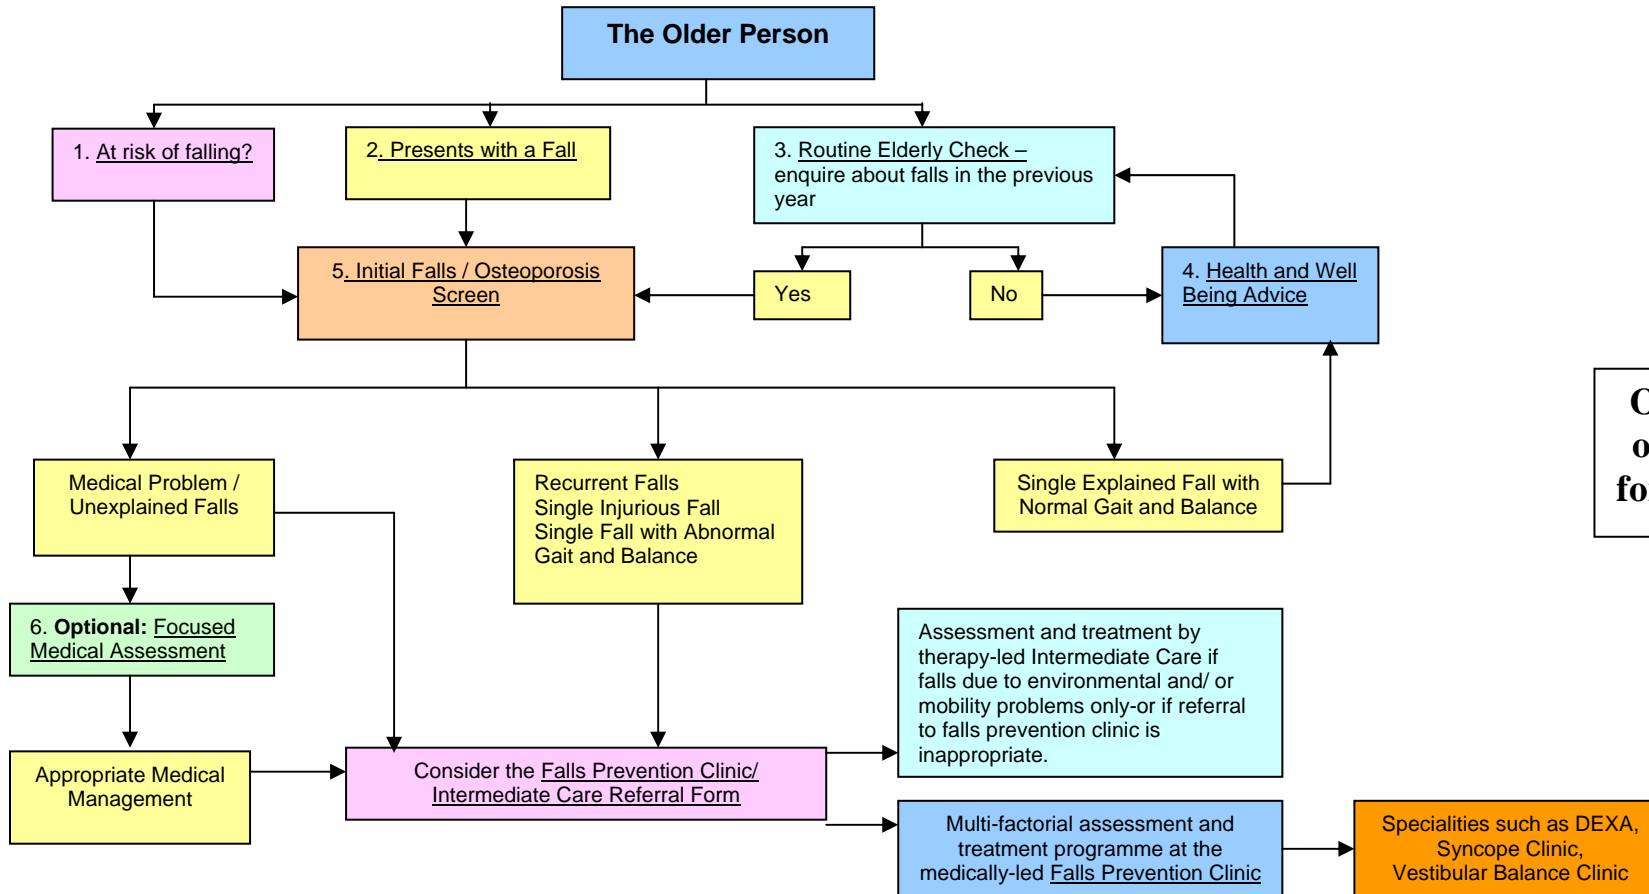 The Older Person
1. At risk of falling?
2. Presents with a Fall
3. Routine Elderly Check –
enquire about falls in the previous
year
5. Initial Falls / Osteoporosis
Screen
Yes
No
4. Health and Well
Being Advice
O
o
for
Medical Problem /
Unexplained Falls
Recurrent Falls
Single Injurious Fall
Single Fall with Abnormal
Gait and Balance
Single Explained Fall with
Normal Gait and Balance
6. Optional: Focused
Medical Assessment
Assessment and treatment by
therapy-led Intermediate Care if
falls due to environmental and/ or
mobility problems only-or if referral
to falls prevention clinic is
inappropriate.
Appropriate Medical
Management
Consider the Falls Prevention Clinic/
Intermediate Care Referral Form
Multi-factorial assessment and
treatment programme at the
medically-led Falls Prevention Clinic
Specialities such as DEXA,
Syncope Clinic,
Vestibular Balance Clinic